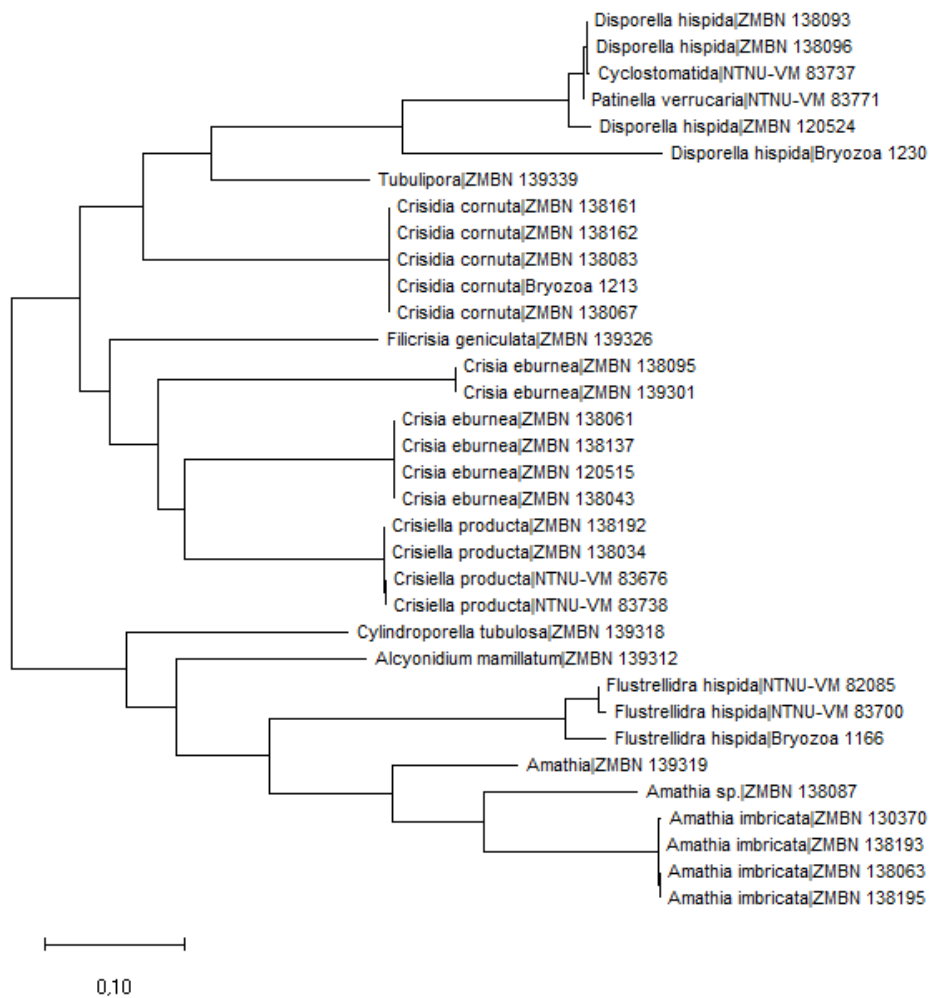 Disporella hispida|ZMBN 138093
Disporella hispida|ZMBN 138096
Cyclostomatida|NTNU-VM 83737
Patinella verrucaria|NTNU-VM 83771
Disporella hispida|ZMBN 120524
Disporella hispida|Bryozoa 1230
Tubulipora|ZMBN 139339
Crisidia cornuta|ZMBN 138161
Crisidia cornuta|ZMBN 138162
Crisidia cornuta|ZMBN 138083
Crisidia cornuta|Bryozoa 1213
Crisidia cornuta|ZMBN 138067
Filicrisia geniculata|ZMBN 139326
Crisia eburnea|ZMBN 138095
Crisia eburnea|ZMBN 139301
Crisia eburnea|ZMBN 138061
Crisia eburnea|ZMBN 138137
Crisia eburnea|ZMBN 120515
Crisia eburnea|ZMBN 138043
Crisiella producta|ZMBN 138192
Crisiella producta|ZMBN 138034
Crisiella producta|NTNU-VM 83676
Crisiella producta|NTNU-VM 83738
Cylindroporella tubulosa|ZMBN 139318
Alcyonidium mamillatum|ZMBN 139312
Flustrellidra hispida|NTNU-VM 82085
Flustrellidra hispida|NTNU-VM 83700
Flustrellidra hispida|Bryozoa 1166
Amathia|ZMBN 139319
Amathia sp.|ZMBN 138087
Amathia imbricata|ZMBN 130370
Amathia imbricata|ZMBN 138193
Amathia imbricata|ZMBN 138063
Amathia imbricata|ZMBN 138195
0,10